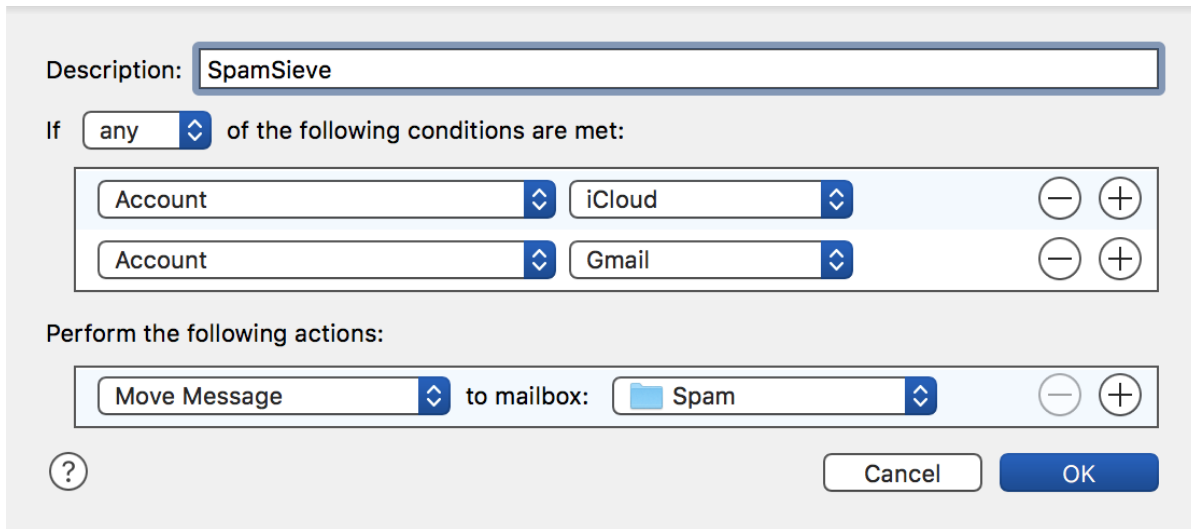 Description: SpamSieve
If any of the following conditions are met:
Account iCloud
Account Gmail
Perform the following actions:
Move Message to mailbox: Spam
? Cancel OK